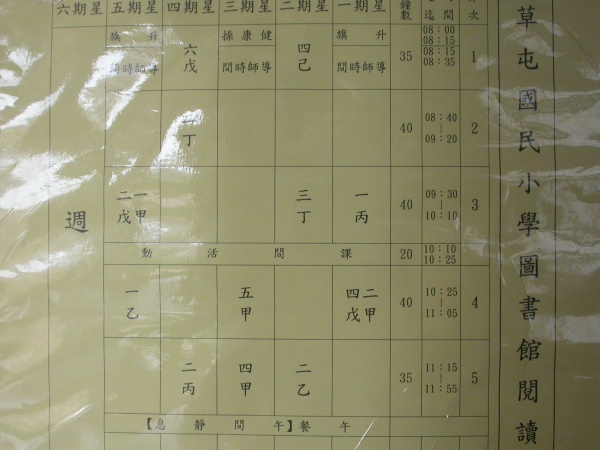 草屯國民小學圖書館閱讀
次
間
迄
鐘數
星期一
星期二
星期三
星期四
星期五
星期六
1
08:00
08:15
08:15
08:35
35
升旗
導師時間
四己
健康操
導師時間
六戊
升旗
導師時間
2
08:40
|
09:20
40
丁
3
09:30
|
10:10
40
一丙
三丁
一甲
二戊
週
10:10
10:25
20
課間活動
4
10:25
|
11:05
40
二甲
四戊
五甲
一乙
5
11:15
|
11:55
35
二乙
四甲
二丙
午餐【午間靜息】